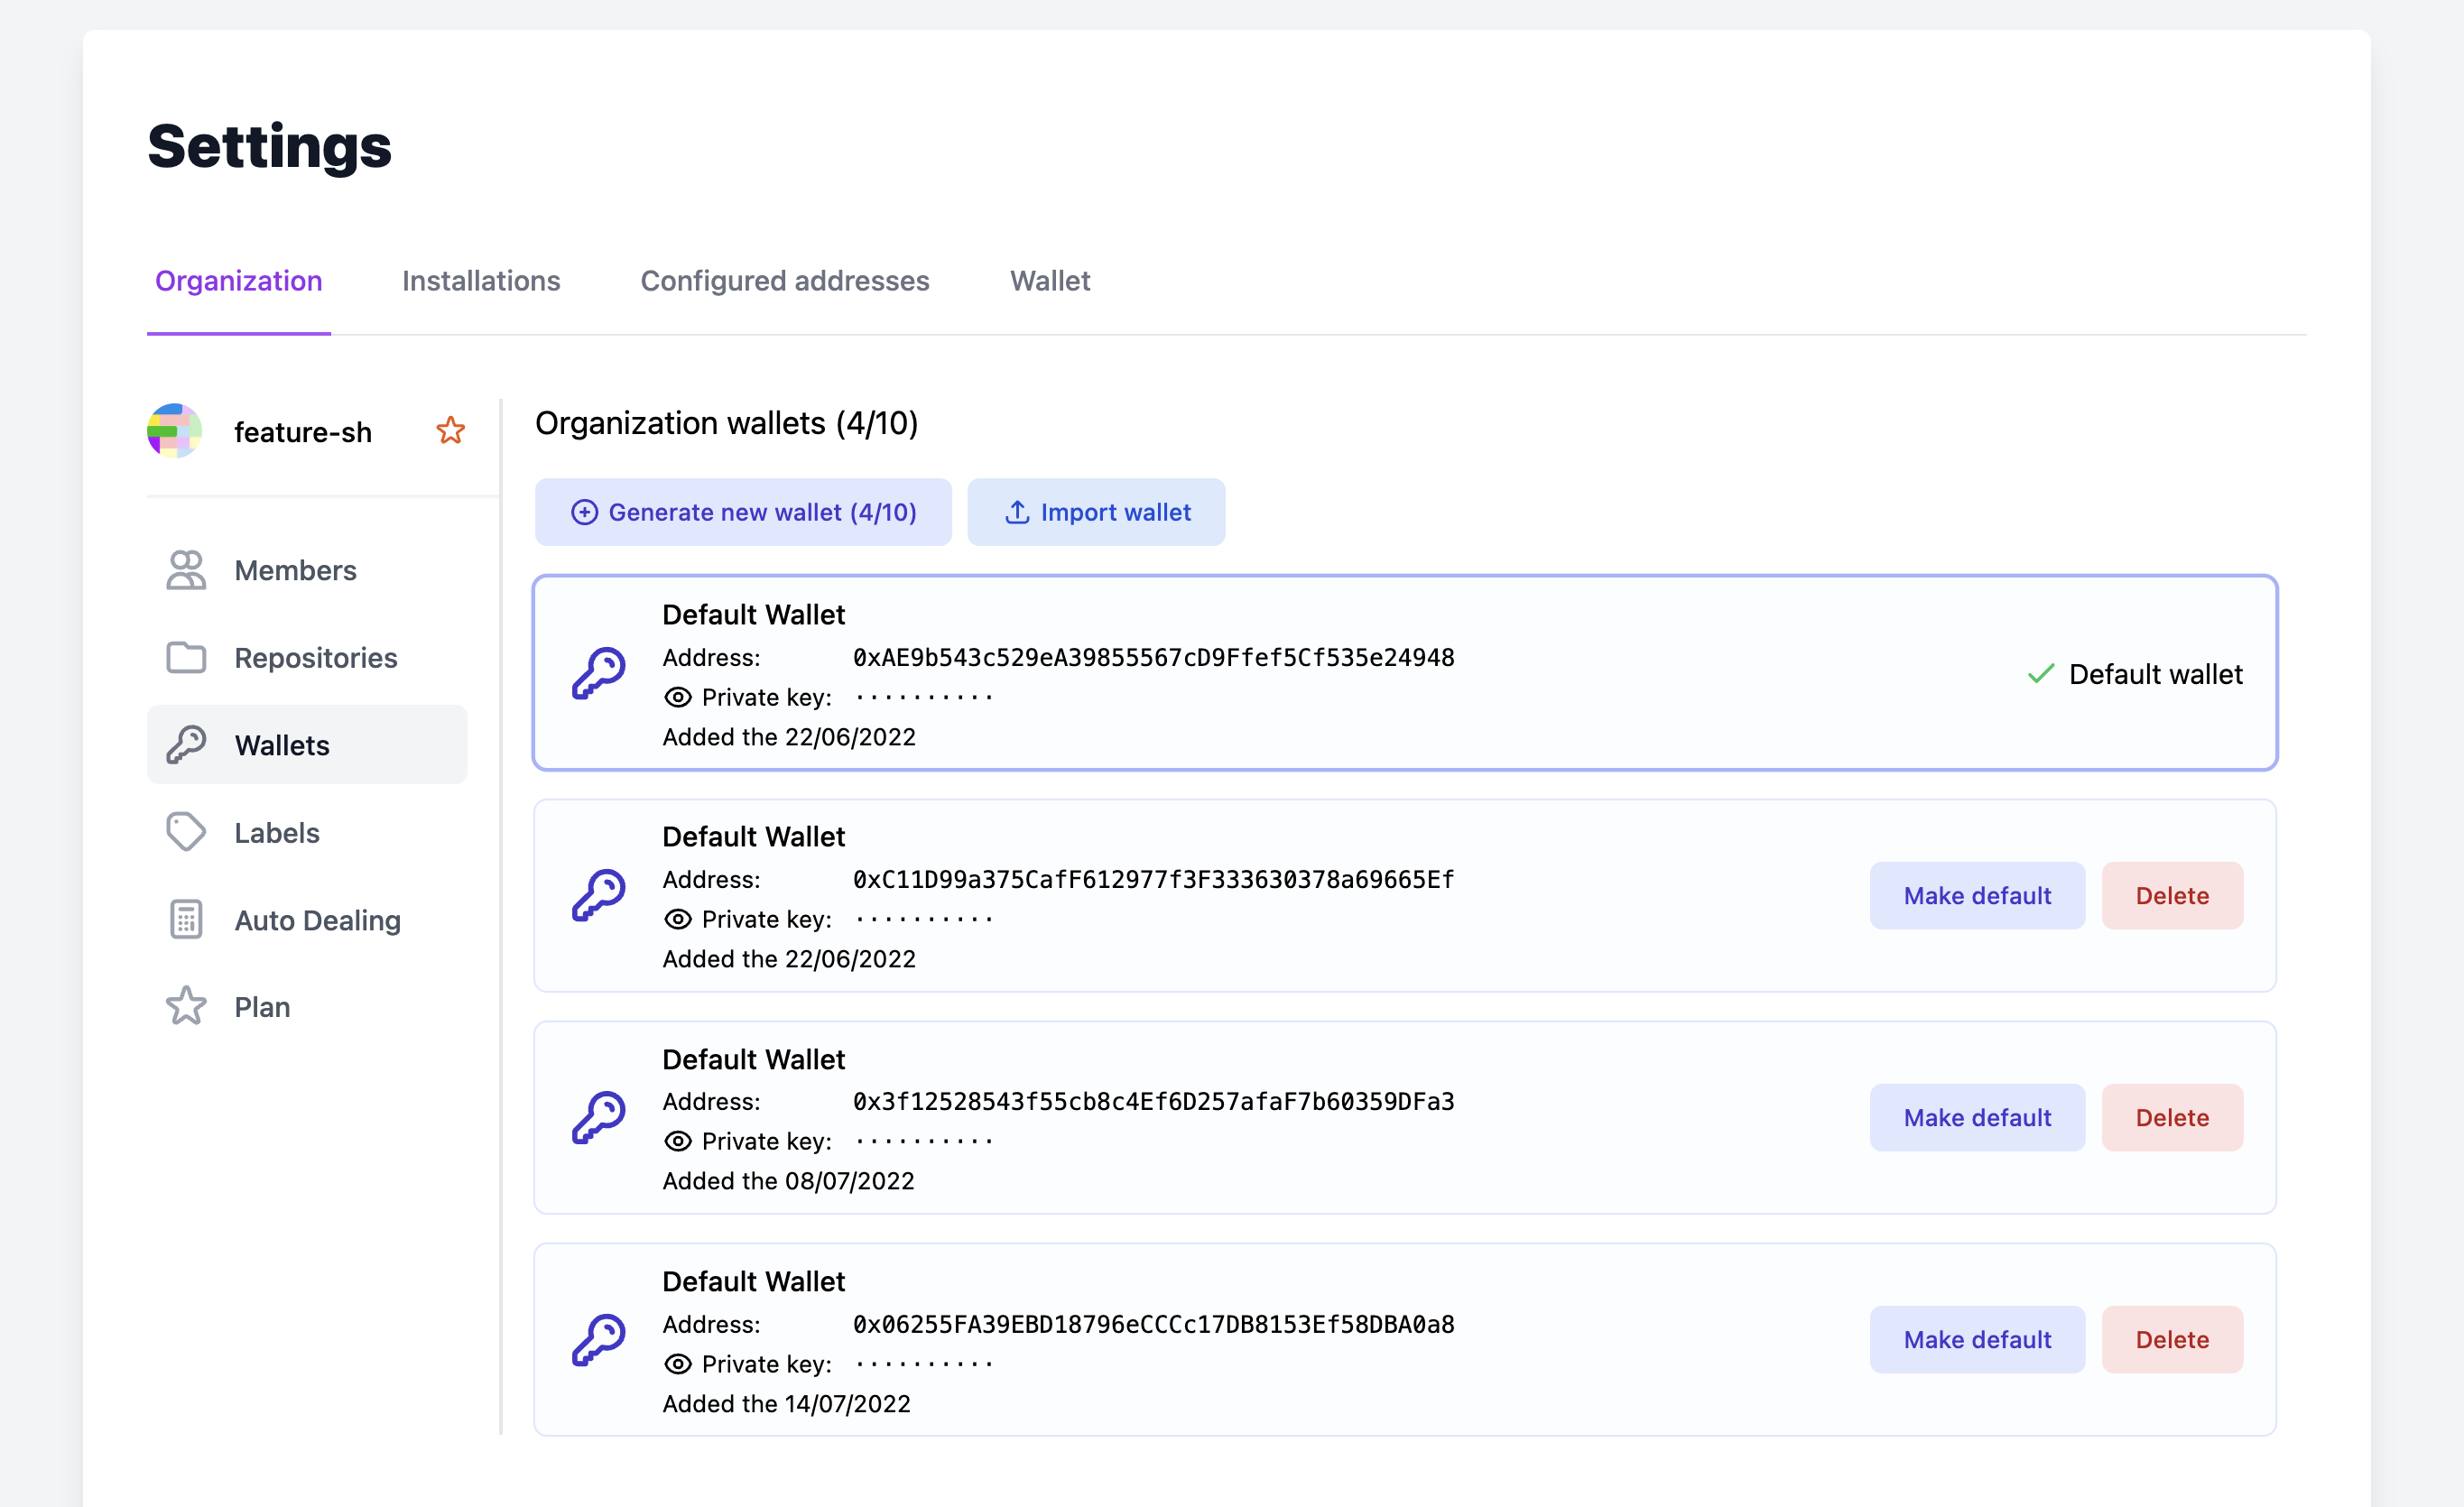 Settings
Organization Installations Configured addresses Wallet
feature-sh
Members
Repositories
Wallets
Labels
Auto Dealing
Plan
Organization wallets (4/10)
Generate new wallet (4/10) Import wallet
Default Wallet
Address: 0xAE9b543c529eA39855567cD9Ffef5Cf535e24948
Private key: ··········
Added the 22/06/2022
Default wallet
Default Wallet
Address: 0xC11D99a375CafF612977f3F333630378a69665Ef
Private key: ··········
Added the 22/06/2022
Make default Delete
Default Wallet
Address: 0x3f12528543f55cb8c4Ef6D257afaF7b60359DFa3
Private key: ··········
Added the 08/07/2022
Make default Delete
Default Wallet
Address: 0x06255FA39EBD18796eCCCc17DB8153Ef58DBA0a8
Private key: ··········
Added the 14/07/2022
Make default Delete